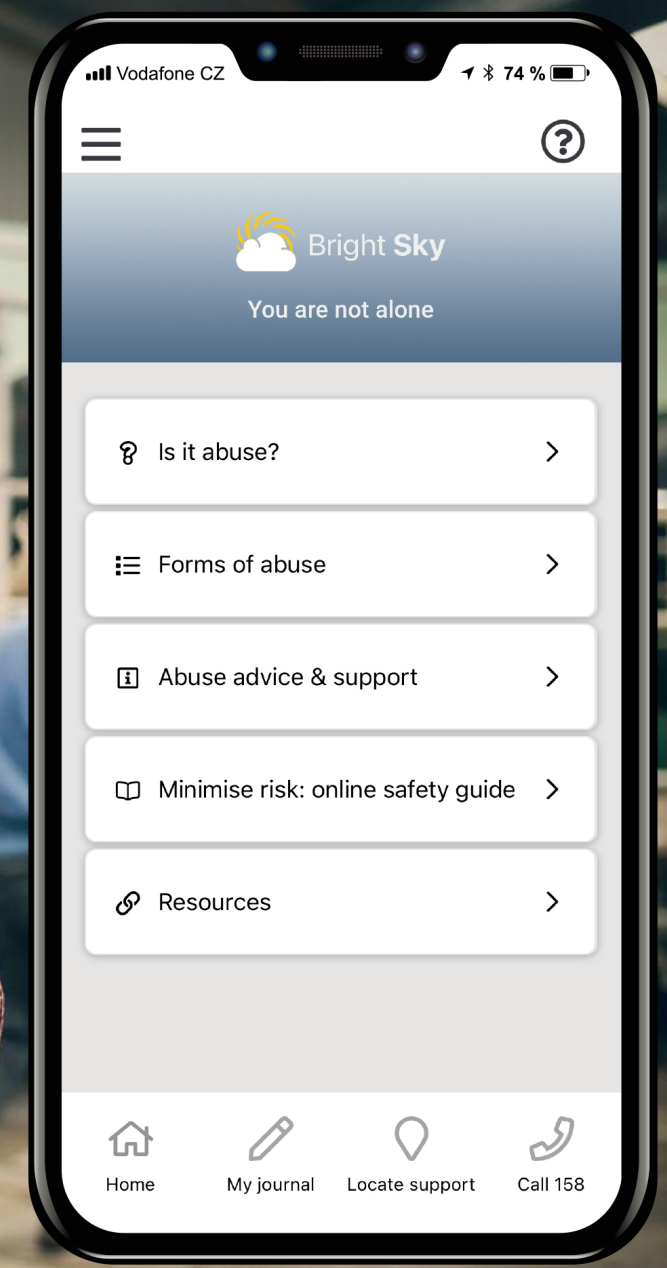 Vodafone CZ 74 %
Bright Sky
You are not alone
Is it abuse?
Forms of abuse
Abuse advice & support
Minimise risk: online safety guide
Resources
Home My journal Locate support Call 158